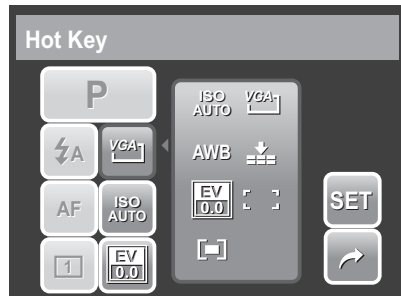 Hot Key
P
ISO AUTO VGA
⚡A VGA AWB
AF ISO AUTO EV 0.0 SET
1 EV 0.0